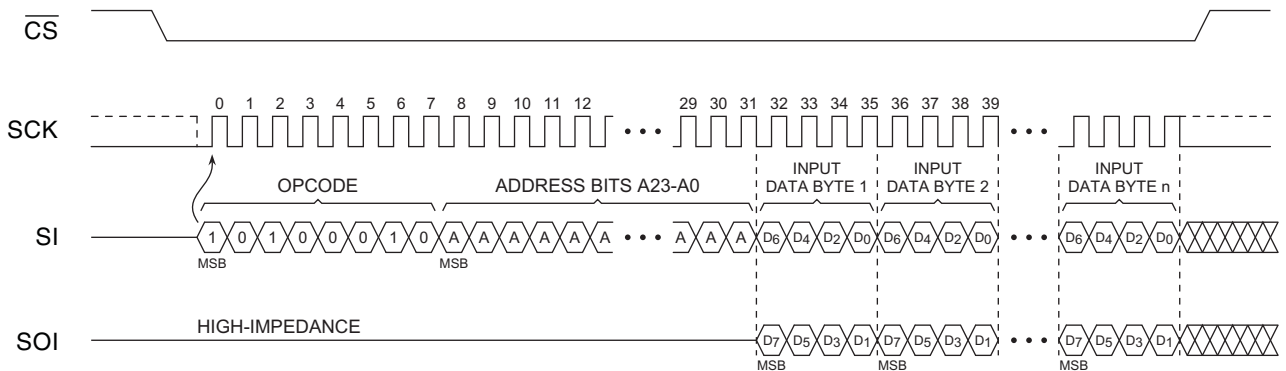 CS
0 1 2 3 4 5 6 7 8 9 10 11 12 29 30 31 32 33 34 35 36 37 38 39
SCK
OPCODE
ADDRESS BITS A23-A0
INPUT
DATA BYTE 1
INPUT
DATA BYTE 2
INPUT
DATA BYTE n
SI
1 0 1 0 0 0 1 0 A A A A A A A A A D6 D4 D2 D0 D6 D4 D2 D0 D6 D4 D2 D0
MSB MSB
HIGH-IMPEDANCE
SOI
D7 D5 D3 D1 D7 D5 D3 D1 D7 D5 D3 D1
MSB MSB MSB